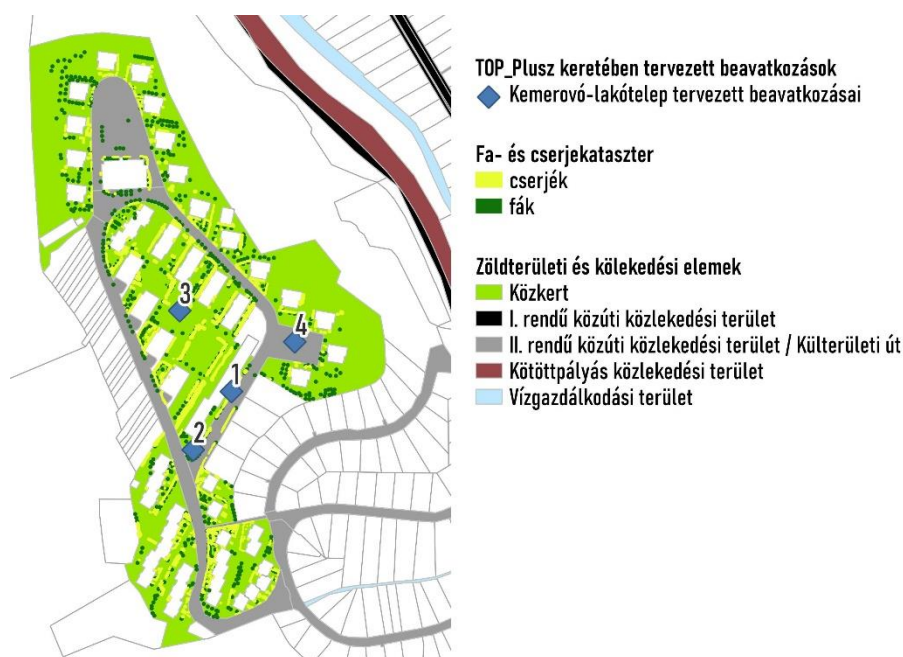 TOP_Plusz keretében tervezett beavatkozások
Kemerovó-lakótelep tervezett beavatkozásai
Fa- és cserjekataszter
cserjék
fák
Zöldterületi és kölekedési elemek
Közkert
I. rendű közúti közlekedési terület
II. rendű közúti közlekedési terület / Külterületi út
Kötöttpályás közlekedési terület
Vízgazdálkodási terület
3
4
1
2